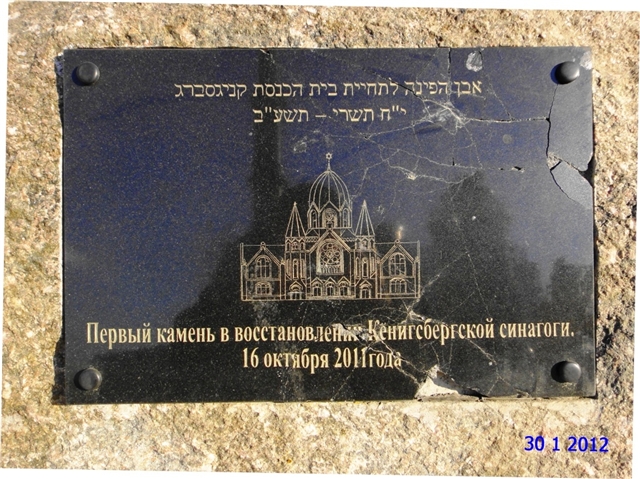 אבן הפינה לתחיית בית הכנסת קניגסברג
י"ח תשרי – תשע"ב
Первый камень в восстановлении Кенигсбергской синагоги.
16 октября 2011года
30 1 2012